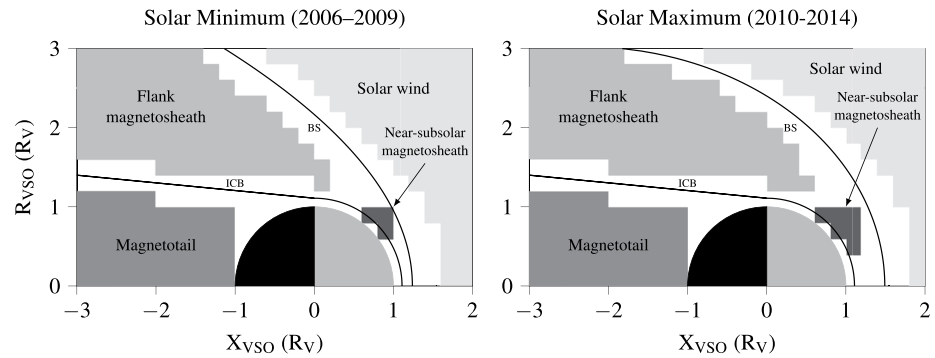 Solar Minimum (2006–2009)
3
2
1
0
R_VSO (R_V)
Flank
magnetosheath
Solar wind
BS
Near-subsolar
magnetosheath
ICB
Magnetotail
−3 −2 −1 0 1 2
X_VSO (R_V)
Solar Maximum (2010-2014)
3
2
1
0
Flank
magnetosheath
Solar wind
Near-subsolar
magnetosheath
BS
ICB
Magnetotail
−3 −2 −1 0 1 2
X_VSO (R_V)